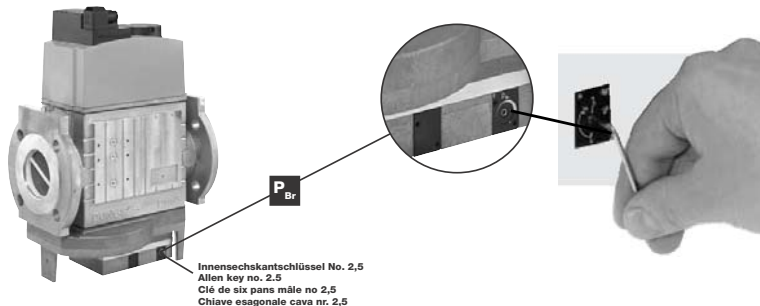 P Br
Innensechskantschlüssel No. 2,5
Allen key no. 2.5
Clé de six pans mâle no 2,5
Chiave esagonale cava nr. 2,5